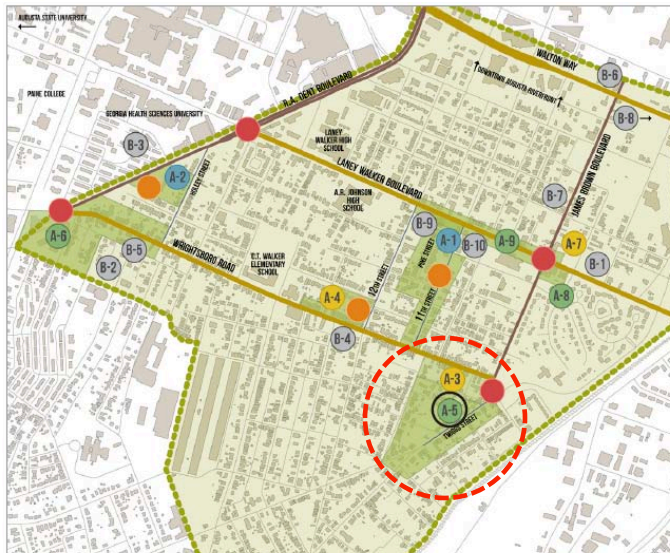 AUGUSTA STATE UNIVERSITY
WALTON WAY
B-6
DOWNTOWN AUGUSTA RIVERFRONT
PAINE COLLEGE
R.A. DENT BOULEVARD
B-8
GEORGIA HEALTH SCIENCES UNIVERSITY
LANEY
WALKER HIGH
SCHOOL
B-3
A-2
HOLLEY STREET
LANEY WALKER BOULEVARD
JAMES BROWN BOULEVARD
A.R. JOHNSON
HIGH
SCHOOL
B-7
B-9
A-6
A-1
PINE STREET
B-10
A-9
A-7
B-5
WRIGHTSBORO ROAD
B-2
C.T. WALKER
ELEMENTARY
SCHOOL
B-1
12TH STREET
A-8
A-4
11TH STREET
B-4
A-3
A-5
TWIGGS STREET